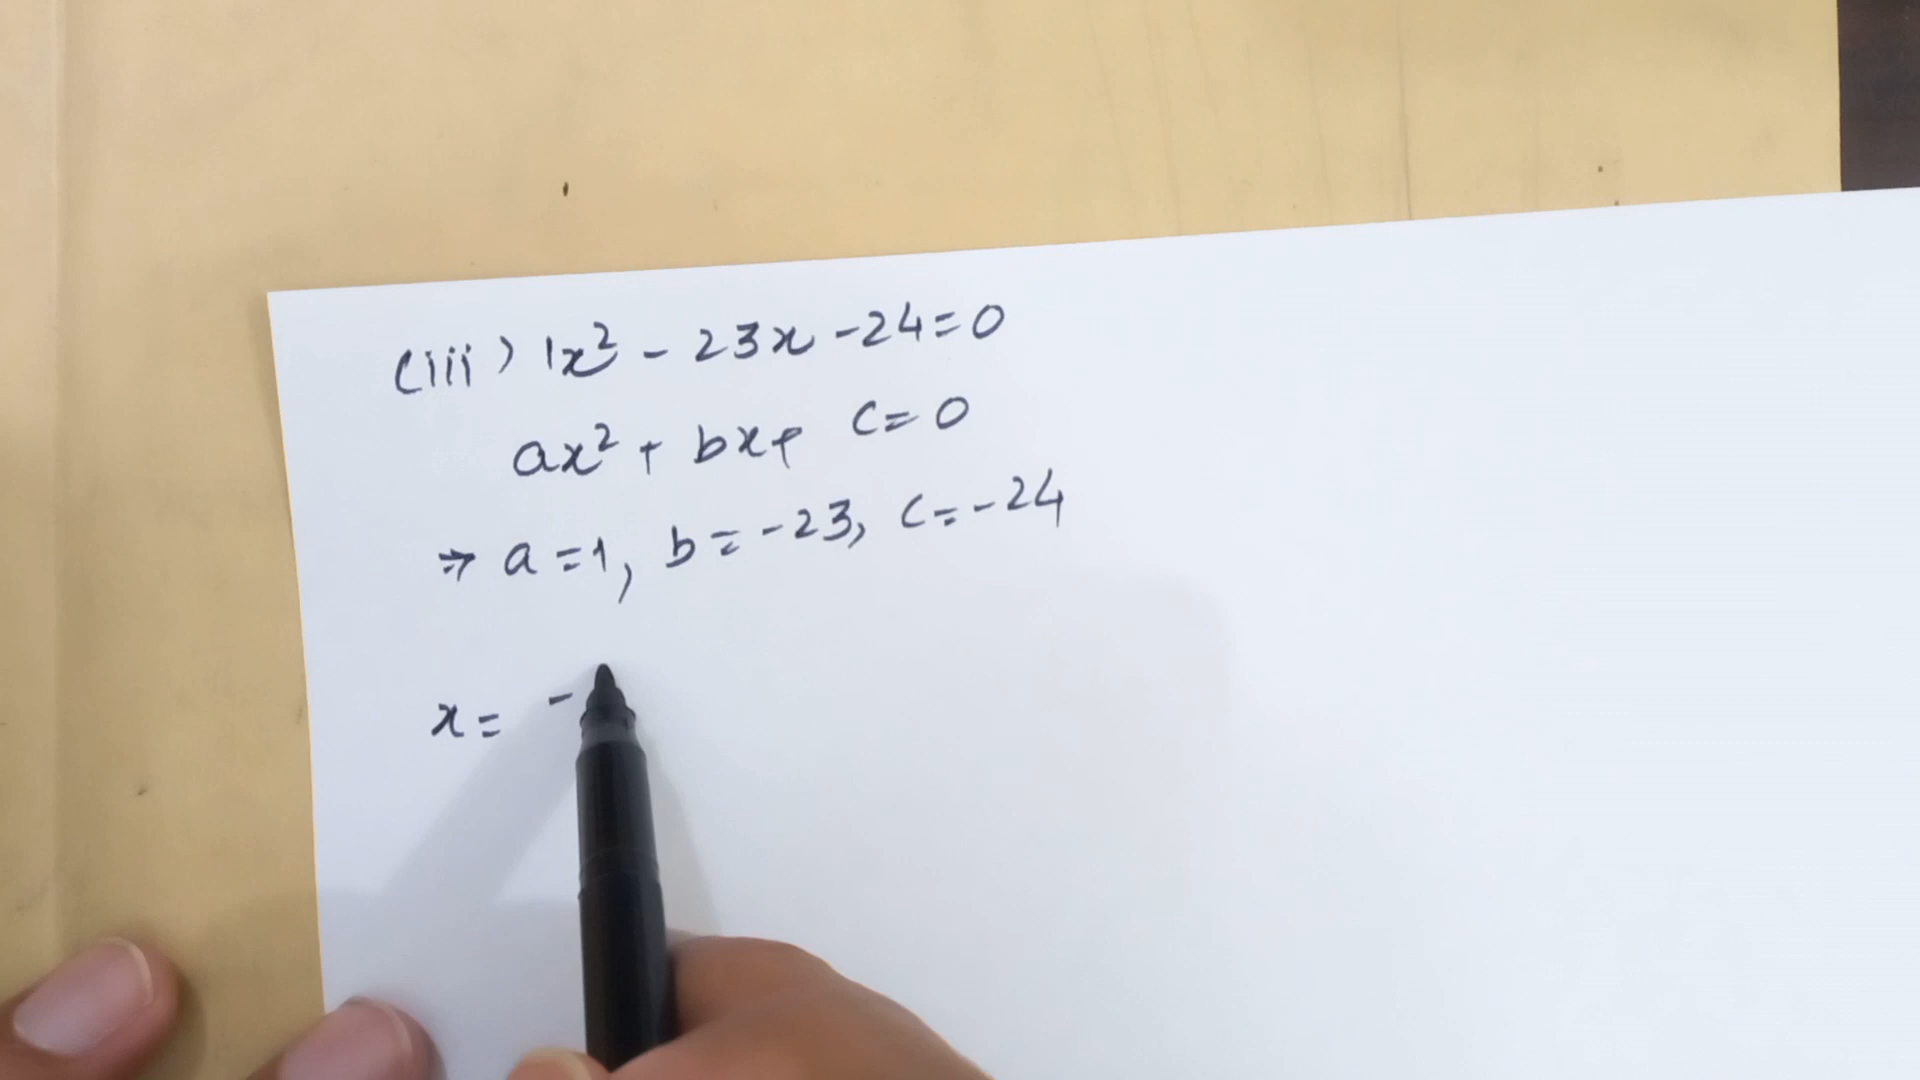 (iii) 1x² - 23x - 24 = 0
ax² + bx + c = 0
⇒ a = 1, b = -23, c = -24
x = -